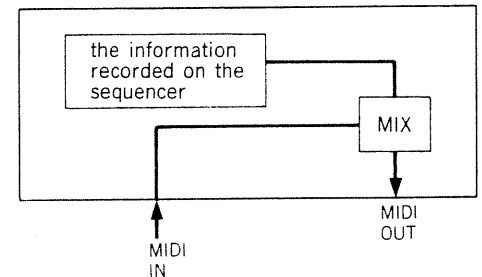 the information
recorded on the
sequencer
MIX
MIDI
OUT
MIDI
IN